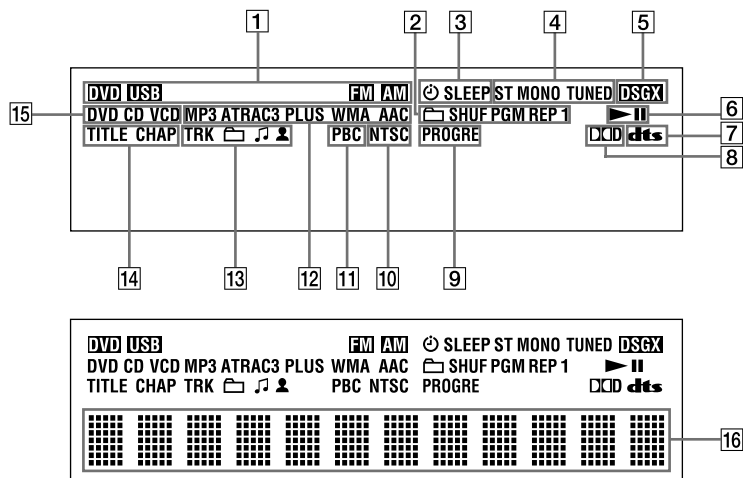 1 2 3 4 5
DVD USB FM AM SLEEP ST MONO TUNED DSGX
15 DVD CD VCD MP3 ATRAC3 PLUS WMA AAC SHUF PGM REP 1 6
TITLE CHAP TRK PBC NTSC PROGRE dts 7
8
14 13 12 11 10 9
DVD USB FM AM SLEEP ST MONO TUNED DSGX
DVD CD VCD MP3 ATRAC3 PLUS WMA AAC SHUF PGM REP 1
TITLE CHAP TRK PBC NTSC PROGRE dts
16